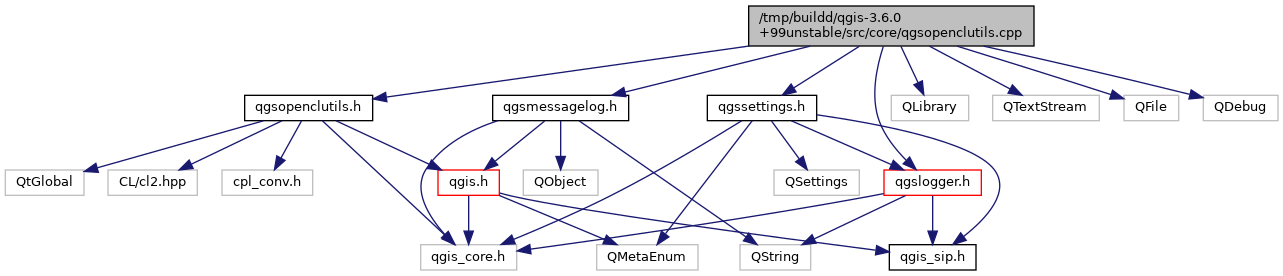 /tmp/buildd/qgis-3.6.0
+99unstable/src/core/qgsopenclutils.cpp
qgsopenclutils.h
qgsmessagelog.h
qgssettings.h
QLibrary
QTextStream
QFile
QDebug
QtGlobal
CL/cl2.hpp
cpl_conv.h
qgis.h
QObject
QSettings
qgslogger.h
qgis_core.h
QMetaEnum
QString
qgis_sip.h